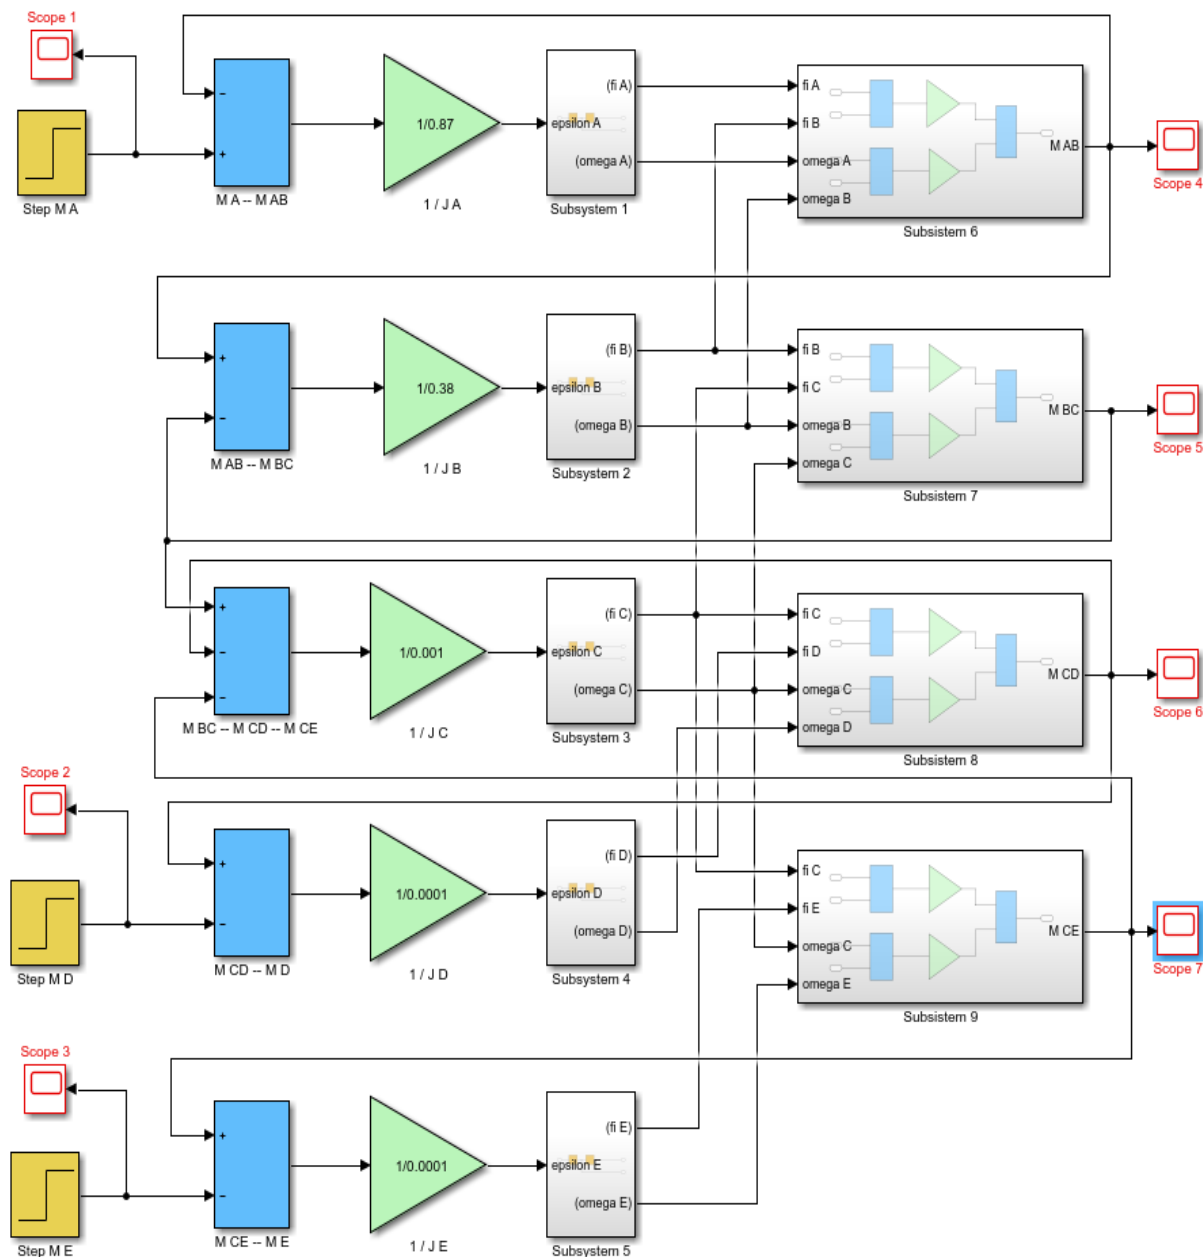 Scope 1
Step M A
-
+
M A -- M AB
1/0.87
1 / J A
epsilon A
(fi A)
(omega A)
Subsystem 1
fi A
fi B
omega A
omega B
M AB
Subsistem 6
Scope 4
+
-
M AB -- M BC
1/0.38
1 / J B
epsilon B
(fi B)
(omega B)
Subsystem 2
fi B
fi C
omega B
omega C
M BC
Subsistem 7
Scope 5
+
-
-
M BC -- M CD -- M CE
1/0.001
1 / J C
epsilon C
(fi C)
(omega C)
Subsystem 3
fi C
fi D
omega C
omega D
M CD
Subsistem 8
Scope 6
Scope 2
Step M D
+
-
M CD -- M D
1/0.0001
1 / J D
epsilon D
(fi D)
(omega D)
Subsystem 4
fi C
fi E
omega C
omega E
M CE
Subsistem 9
Scope 7
Scope 3
Step M E
+
-
M CE -- M E
1/0.0001
1 / J E
epsilon E
(fi E)
(omega E)
Subsystem 5